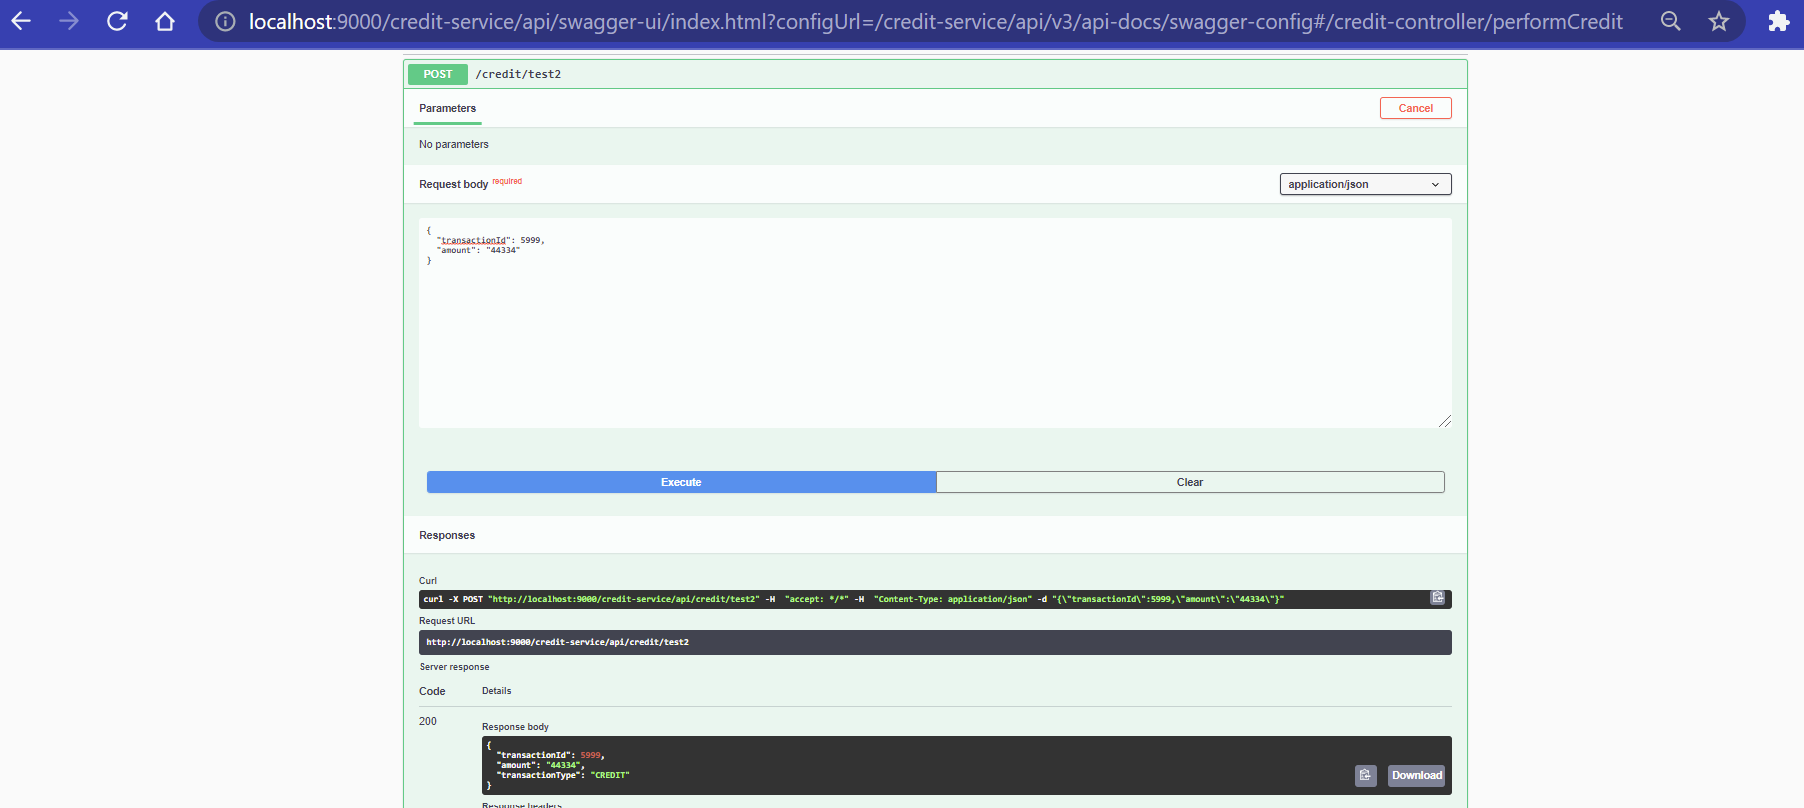 localhost:9000/credit-service/api/swagger-ui/index.html?configUrl=/credit-service/api/v3/api-docs/swagger-config#/credit-controller/performCredit
POST /credit/test2
Parameters
Cancel
No parameters
Request body required
application/json
{
"transactionId": 5999,
"amount": "44334"
}
Execute
Clear
Responses
Curl
curl -X POST "http://localhost:9000/credit-service/api/credit/test2" -H  "accept: */*" -H  "Content-Type: application/json" -d "{\"transactionId\":5999,\"amount\":\"44334\"}"
Request URL
http://localhost:9000/credit-service/api/credit/test2
Server response
Code Details
200
Response body
{
"transactionId": 5999,
"amount": "44334",
"transactionType": "CREDIT"
}
Download
Response headers